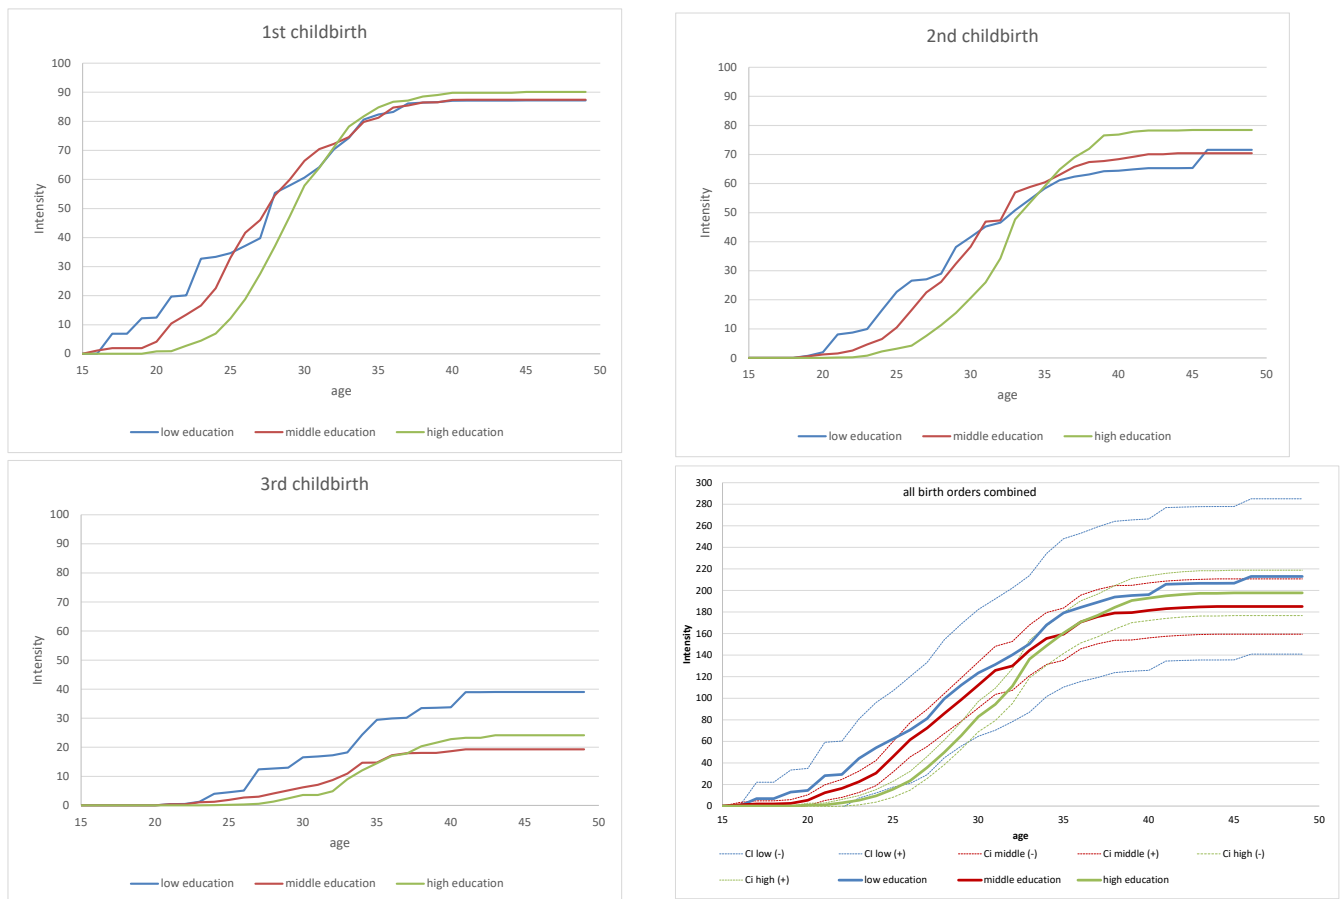 1st childbirth
100
90
80
70
60
50
40
30
20
10
0
Intensity
15 20 25 30 35 40 45 50
age
low education middle education high education
2nd childbirth
100
90
80
70
60
50
40
30
20
10
0
Intensity
15 20 25 30 35 40 45 50
age
low education middle education high education
3rd childbirth
100
90
80
70
60
50
40
30
20
10
0
Intensity
15 20 25 30 35 40 45 50
age
low education middle education high education
all birth orders combined
300
280
260
240
220
200
180
160
140
120
100
80
60
40
20
0
Intensity
15 20 25 30 35 40 45 50
age
CI low (-) CI low (+) Ci middle (-) Ci middle (+) Ci high (-)
Ci high (+) low education middle education high education